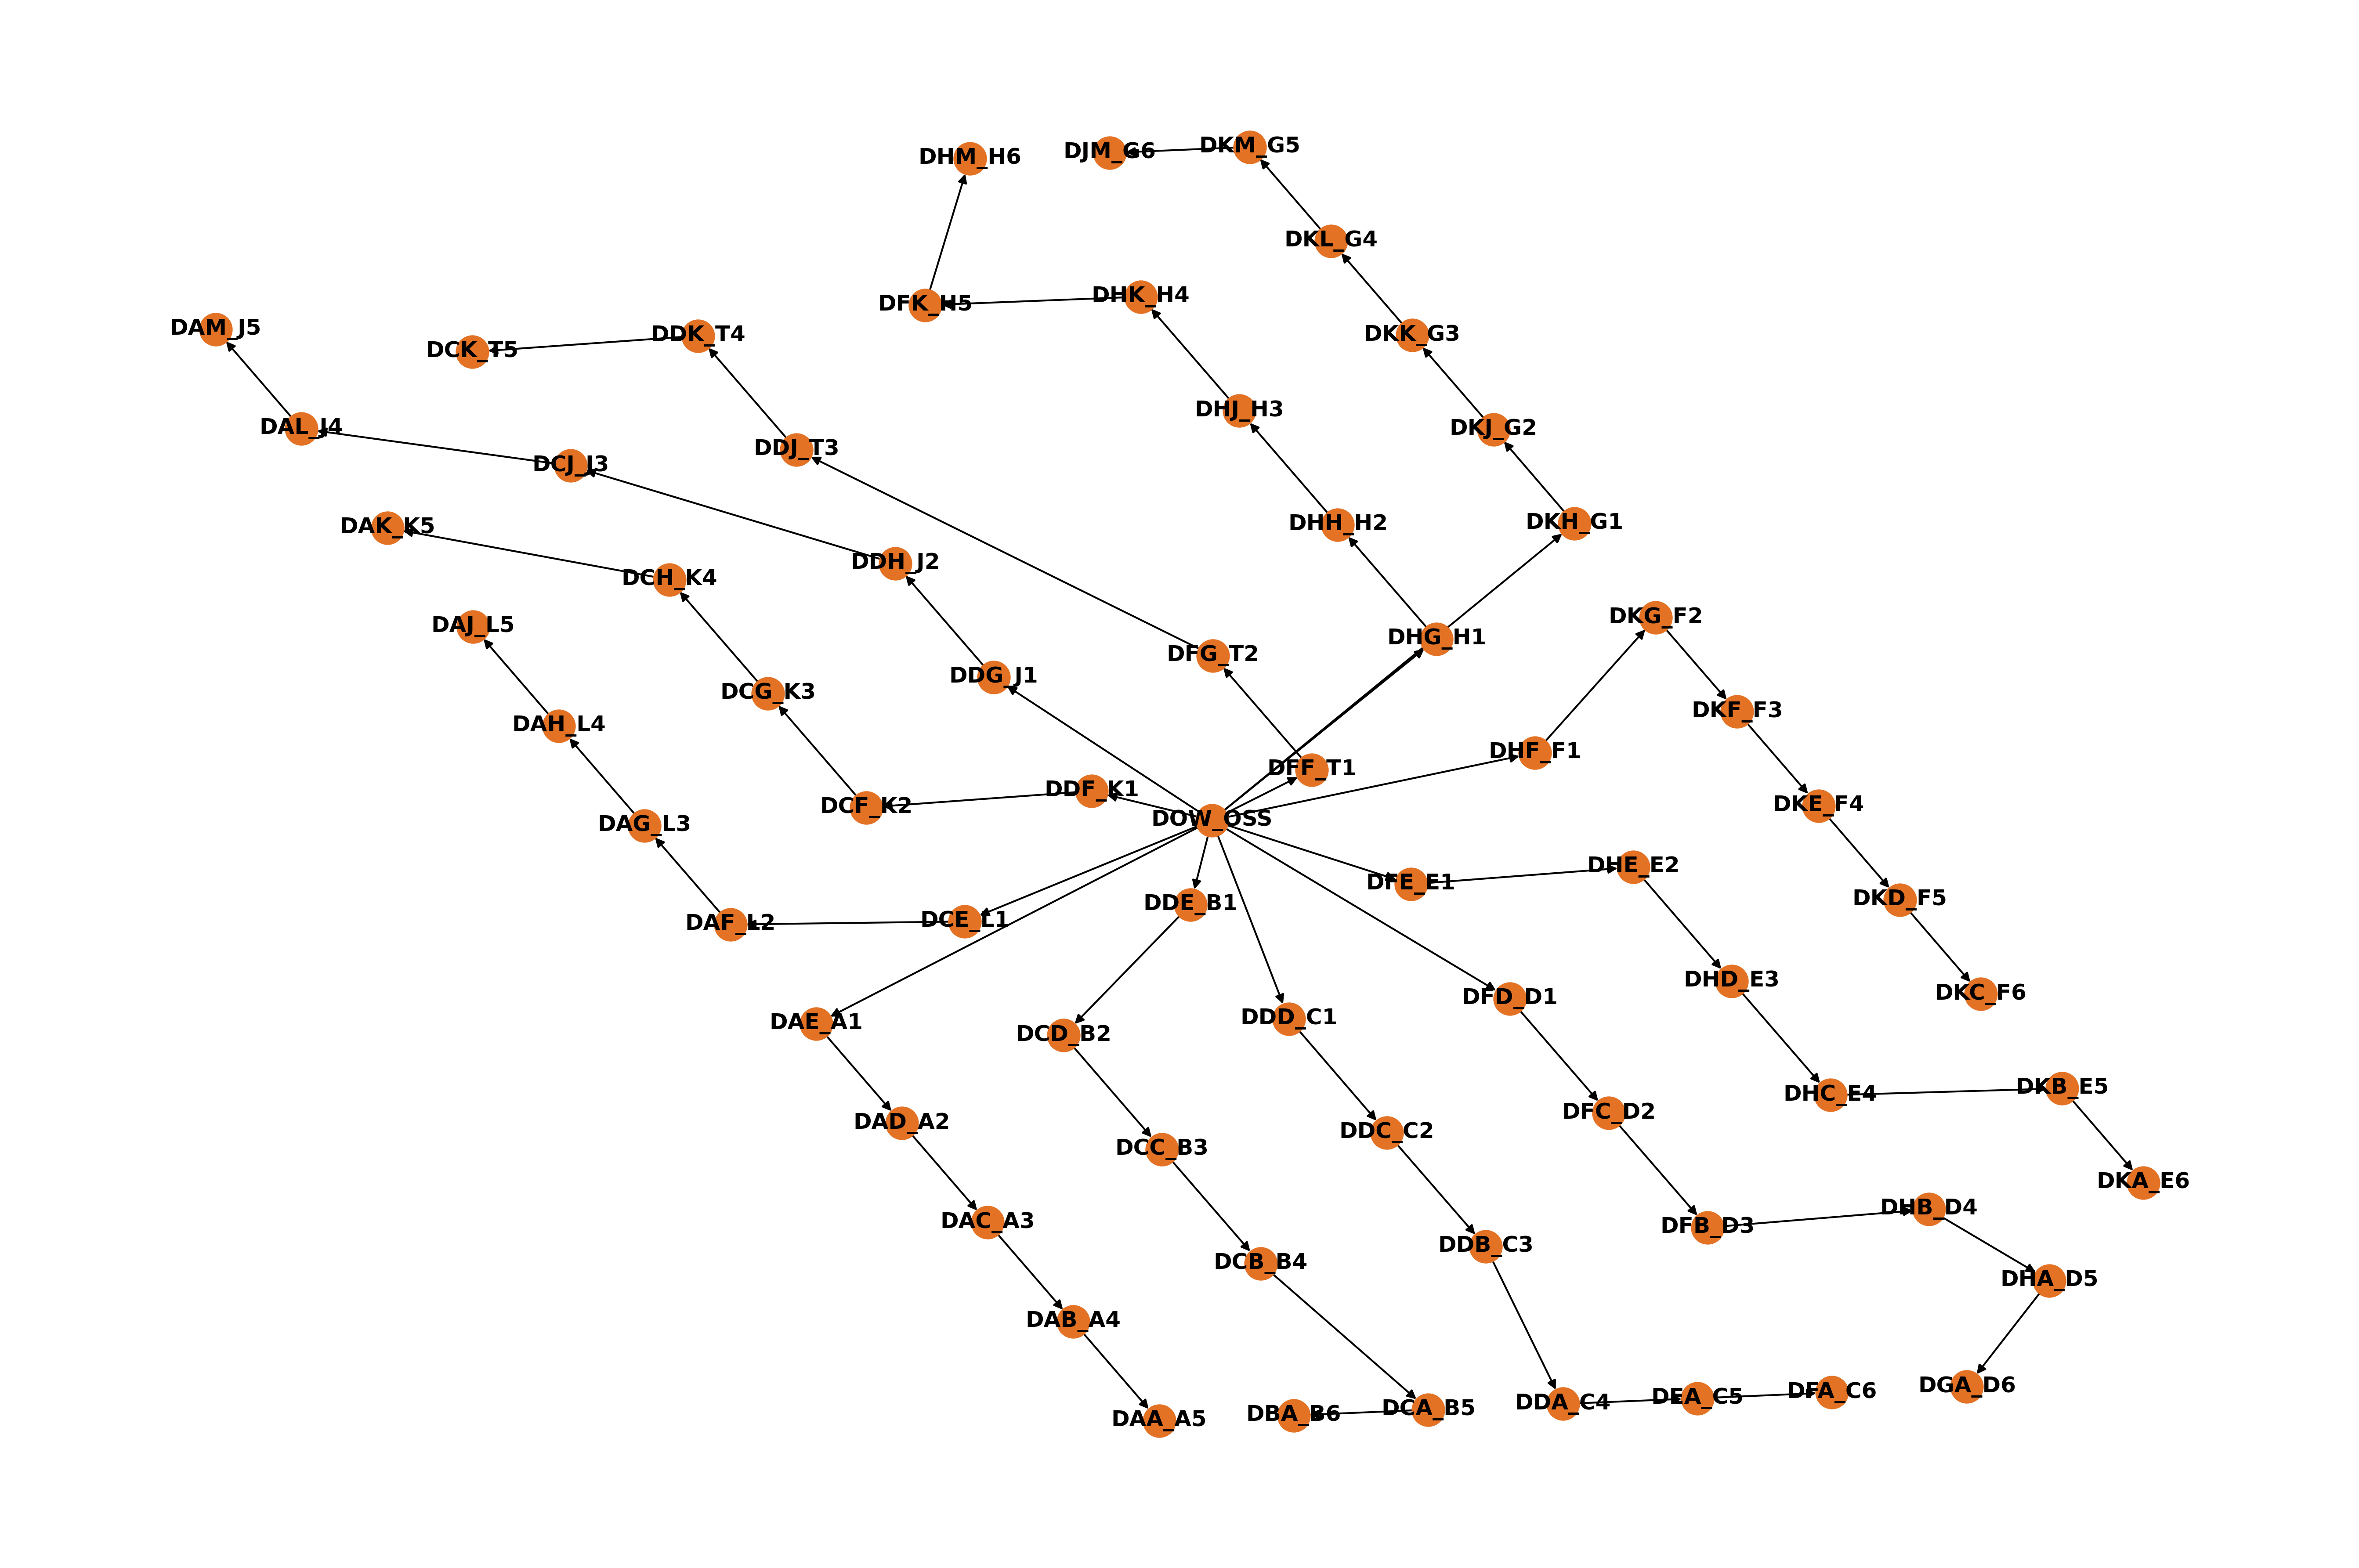 DKM_G5
DJM_G6
DHM_H6
DKL_G4
DHK_H4
DFK_H5
DAM_J5
DKK_G3
DDK_T4
DCK_T5
DHJ_H3
DAL_J4
DKJ_G2
DDJ_T3
DCJ_J3
DKH_G1
DHH_H2
DAK_K5
DDH_J2
DCH_K4
DKG_F2
DAJ_L5
DHG_H1
DFG_T2
DDG_J1
DCG_K3
DKF_F3
DAH_L4
DHF_F1
DFF_T1
DDF_K1
DKE_F4
DCF_K2
DOW_OSS
DAG_L3
DHE_E2
DFE_E1
DKD_F5
DDE_B1
DCE_L1
DAF_L2
DHD_E3
DKC_F6
DFD_D1
DDD_C1
DAE_A1
DCD_B2
DKB_E5
DHC_E4
DFC_D2
DAD_A2
DDC_C2
DCC_B3
DKA_E6
DHB_D4
DAC_A3
DFB_D3
DDB_C3
DCB_B4
DHA_D5
DAB_A4
DGA_D6
DFA_C6
DEA_C5
DDA_C4
DCA_B5
DBA_B6
DAA_A5